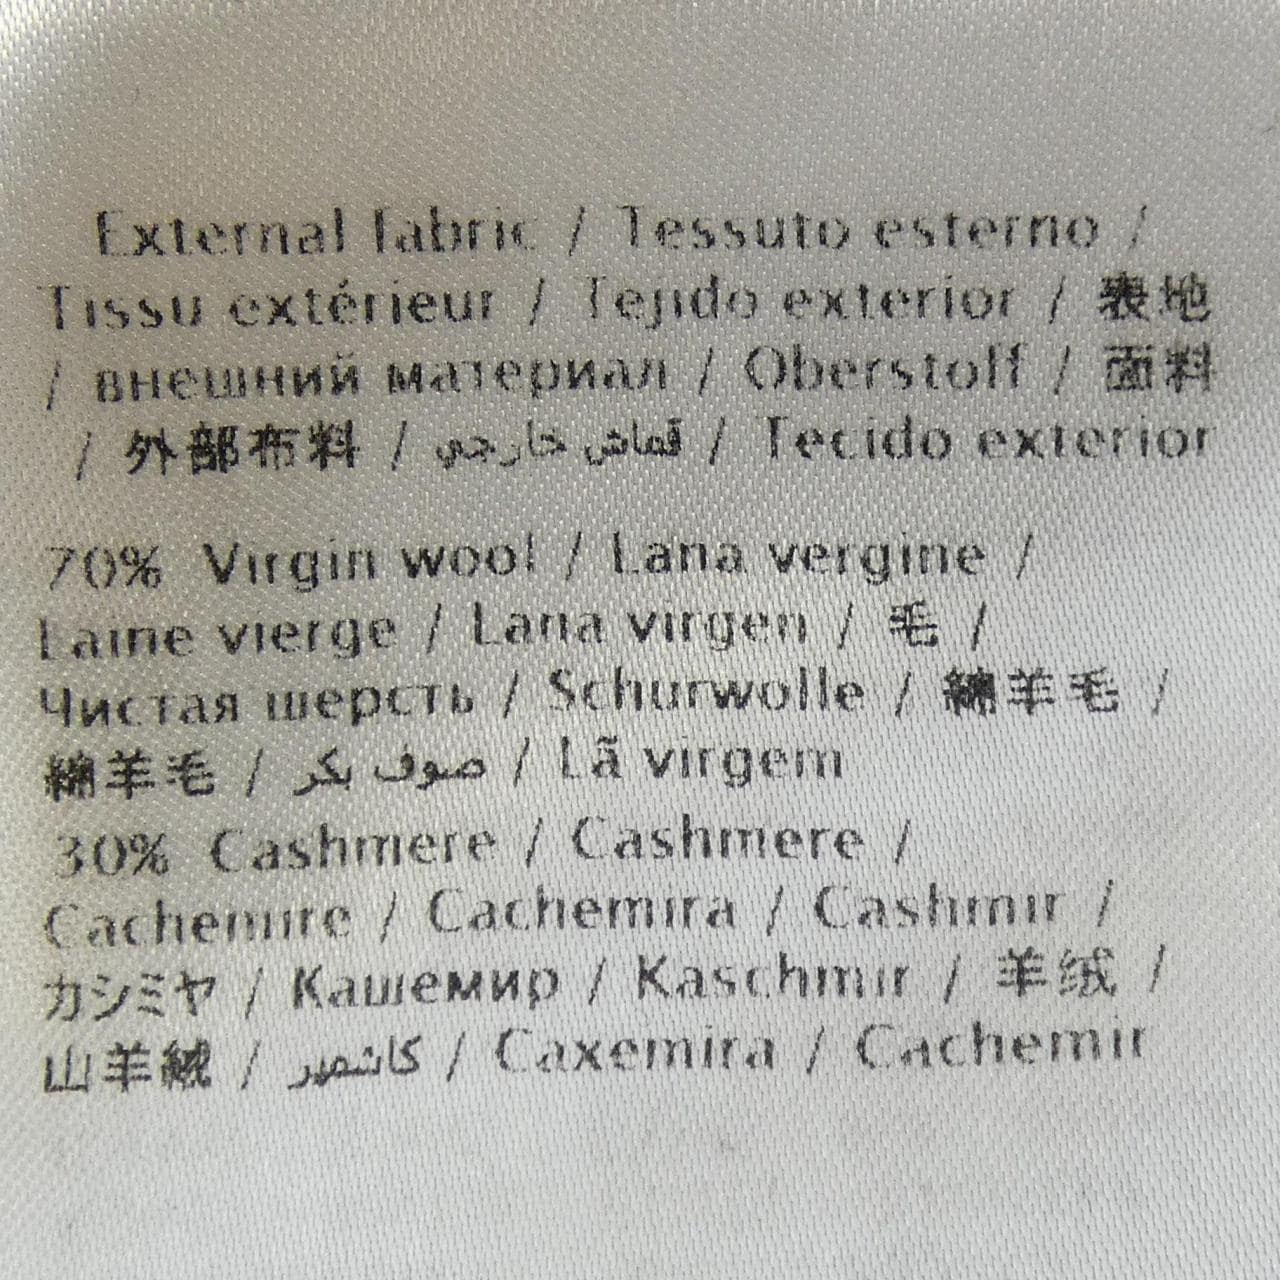 External fabric / Tessuto esterno /
Tissu extérieur / Tejido exterior / 表地
/ внешний материал / Oberstoff / 面料
/ 外部布料 / قماش خارجي / Tecido exterior
70% Virgin wool / Lana vergine /
Laine vierge / Lana virgen / 毛 /
Чистая шерсть / Schurwolle / 綿羊毛 /
綿羊毛 / صوف بكر / Lã virgem
30% Cashmere / Cashmere /
Cachemire / Cachemira / Cashmir /
カシミヤ / Кашемир / Kaschmir / 羊绒 /
山羊絨 / كاشمير / Caxemira / Cachemir